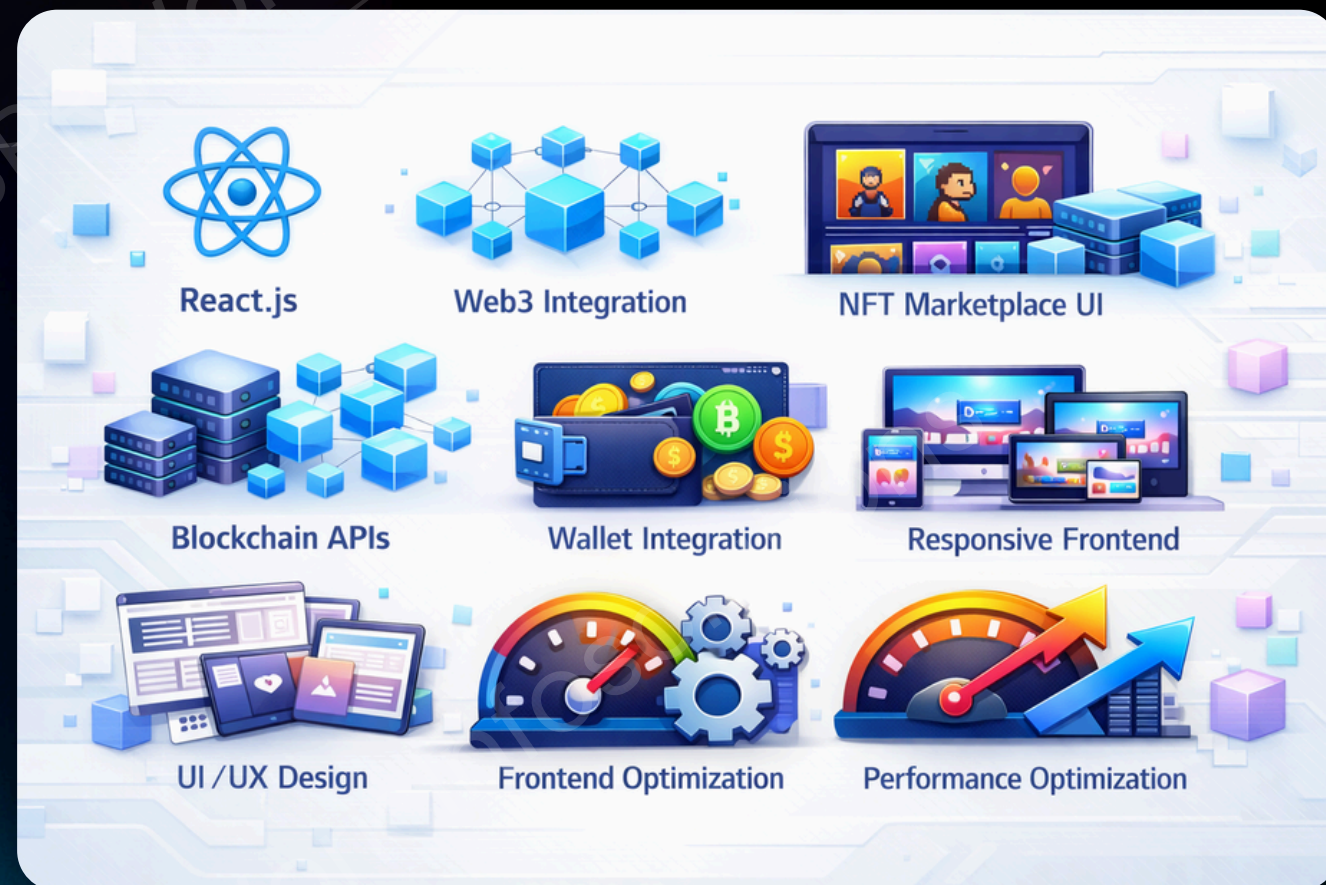 React.js
Web3 Integration
NFT Marketplace UI
Blockchain APIs
Wallet Integration
Responsive Frontend
UI/UX Design
Frontend Optimization
Performance Optimization